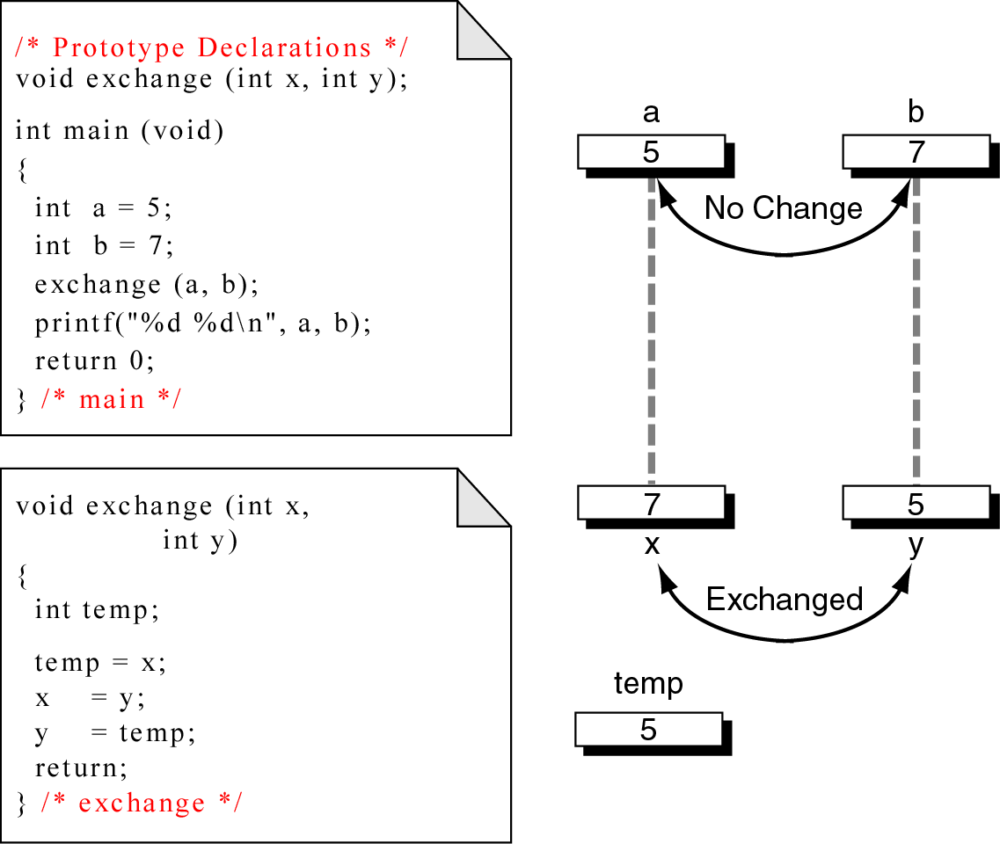 /* Prototype Declarations */
void exchange (int x, int y);
int main (void)
{
int a = 5;
int b = 7;
exchange (a, b);
printf("%d %d\n", a, b);
return 0;
} /* main */
void exchange (int x,
int y)
{
int temp;
temp = x;
x = y;
y = temp;
return;
} /* exchange */
a b
5 7
No Change
7 5
x y
Exchanged
temp
5